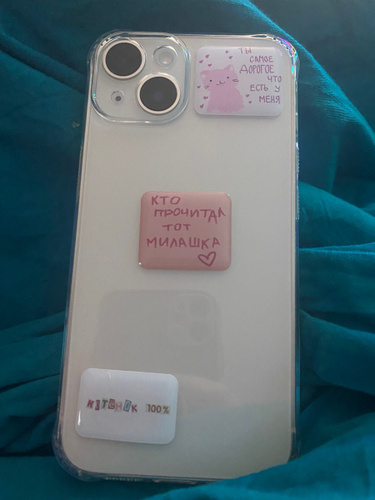 ТЫ
САМОЕ
ДОРОГОЕ
ЧТО
ЕСТЬ У
МЕНЯ
КТО
ПРОЧИТАЛ
ТОТ
МИЛАШКА
КОТЁНОК 100%